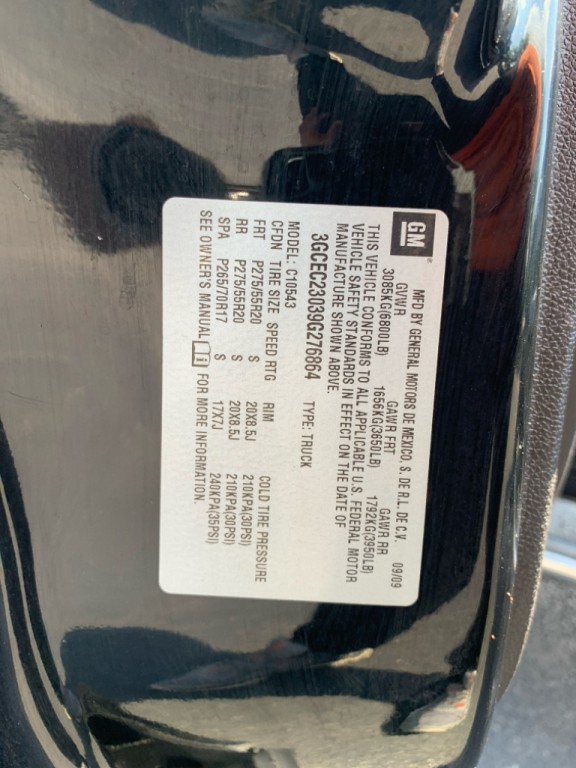 GM
MFD BY GENERAL MOTORS DE MEXICO, S. DE R.L. DE C.V. 09/09
GVWR GAWR FRT GAWR RR
3085KG(6800LB) 1656KG(3650LB) 1792KG(3950LB)
THIS VEHICLE CONFORMS TO ALL APPLICABLE U.S. FEDERAL MOTOR
VEHICLE SAFETY STANDARDS IN EFFECT ON THE DATE OF
MANUFACTURE SHOWN ABOVE.
3GCEC23039G276864 TYPE: TRUCK
MODEL: C10543
CFDN TIRE SIZE SPEED RTG RIM COLD TIRE PRESSURE
FRT P275/55R20 S 20X8.5J 210KPA(30PSI)
RR P275/55R20 S 20X8.5J 210KPA(30PSI)
SPA P265/70R17 S 17X7J 240KPA(35PSI)
SEE OWNER'S MANUAL i FOR MORE INFORMATION.